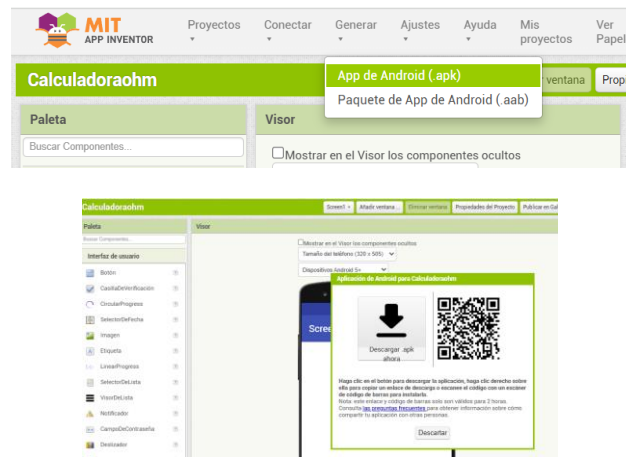 MIT
APP INVENTOR
Proyectos
Conectar
Generar
Ajustes
Ayuda
Mis proyectos
Ver Papel
App de Android (.apk)
Paquete de App de Android (.aab)
Calculadoraohm
ventana
Prop
Paleta
Visor
Buscar Componentes...
Mostrar en el Visor los componentes ocultos
Calculadoraohm
Screen1
Añadir ventana ...
Eliminar ventana
Propiedades del Proyecto
Publicar en Gal
Paleta
Visor
Buscar Componentes...
Mostrar en el Visor los componentes ocultos
Interfaz de usuario
Tamaño del teléfono (320 x 505)
Dispositivos Android 5+
Botón
CasillaDeVerificación
CircularProgress
SelectorDeFecha
Imagen
Etiqueta
LinearProgress
SelectorDeLista
VisorDeLista
Notificador
CampoDeContraseña
Deslizador
Scree
Aplicación de Android para Calculadoraohm
Descargar .apk
ahora
Haga clic en el botón para descargar la aplicación, haga clic derecho sobre
ella para copiar un enlace de descarga o escanee el código con un escáner
de código de barras para instalarla.
Nota: este enlace y código de barras solo son válidos para 2 horas.
Consulta las preguntas frecuentes para obtener información sobre cómo
compartir tu aplicación con otras personas.
Descartar